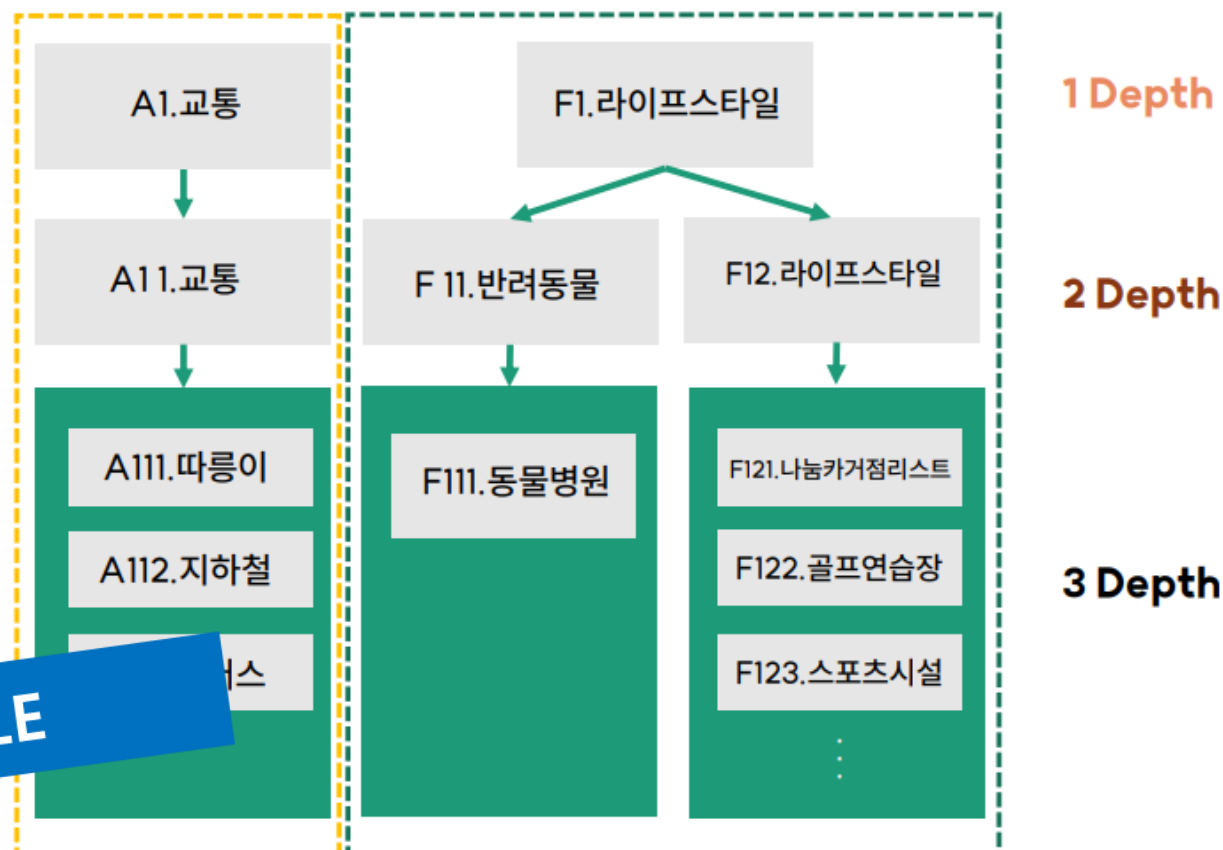 A1.교통
F1.라이프스타일
1 Depth
A11.교통
F 11.반려동물
F12.라이프스타일
2 Depth
A111.따릉이
F111.동물병원
F121.나눔카거점리스트
A112.지하철
F122.골프연습장
3 Depth
F123.스포츠시설